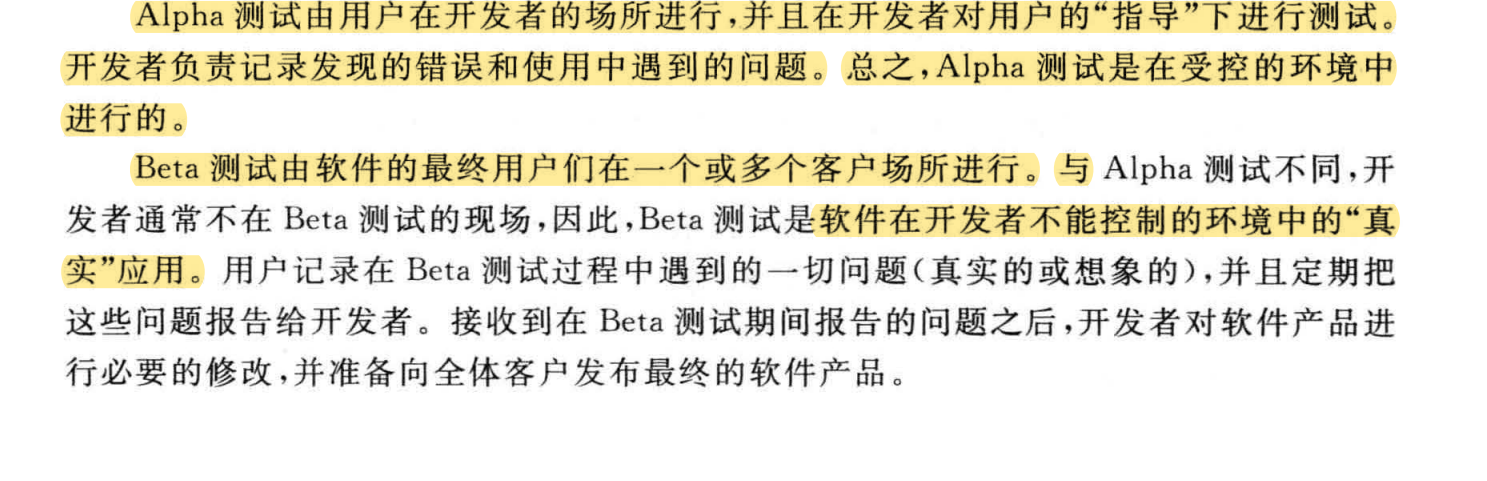 Alpha 测试由用户在开发者的场所进行,并且在开发者对用户的“指导”下进行测试。
开发者负责记录发现的错误和使用中遇到的问题。总之,Alpha 测试是在受控的环境中
进行的。
Beta 测试由软件的最终用户们在一个或多个客户场所进行。与 Alpha 测试不同,开
发者通常不在 Beta 测试的现场,因此,Beta 测试是软件在开发者不能控制的环境中的“真
实”应用。用户记录在 Beta 测试过程中遇到的一切问题(真实的或想象的),并且定期把
这些问题报告给开发者。接收到在 Beta 测试期间报告的问题之后,开发者对软件产品进
行必要的修改,并准备向全体客户发布最终的软件产品。